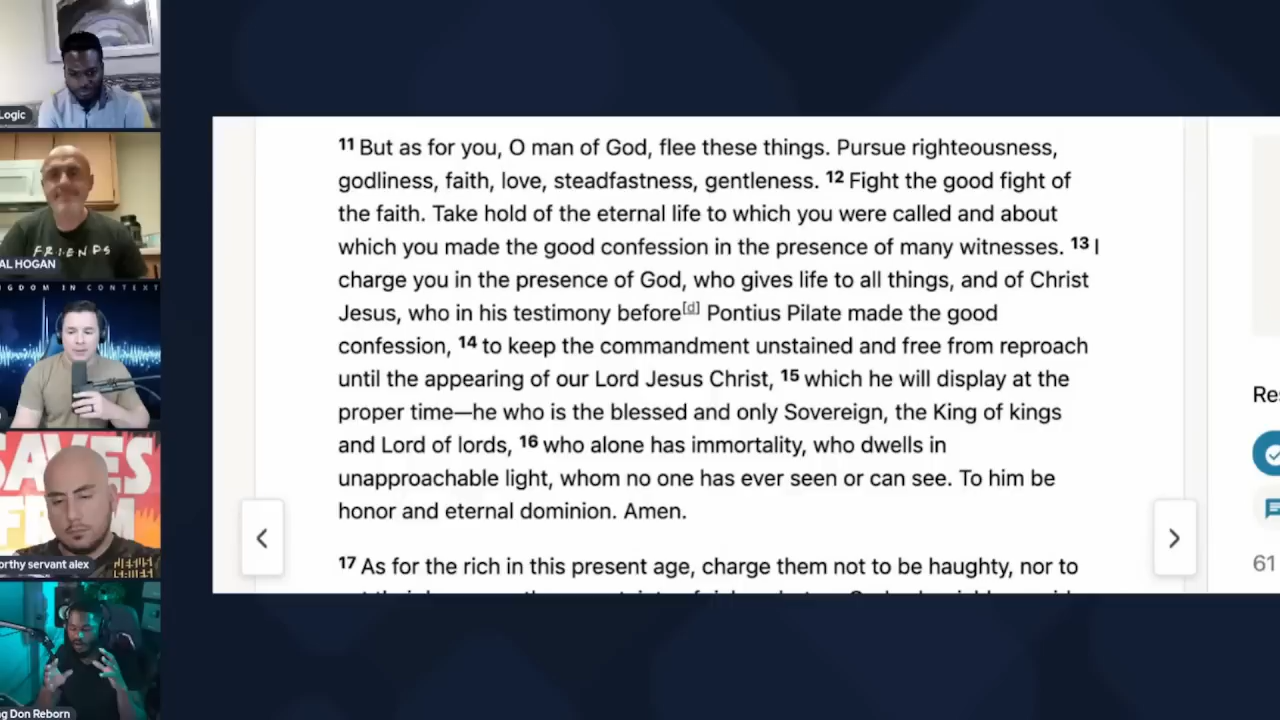 Logic
FRIENDS
AL HOGAN
GDOM IN CONTEXT
SAVES
FROM
orthy servant alex
g Don Reborn
11 But as for you, O man of God, flee these things. Pursue righteousness,
godliness, faith, love, steadfastness, gentleness. 12 Fight the good fight of
the faith. Take hold of the eternal life to which you were called and about
which you made the good confession in the presence of many witnesses. 13 I
charge you in the presence of God, who gives life to all things, and of Christ
Jesus, who in his testimony before[d] Pontius Pilate made the good
confession, 14 to keep the commandment unstained and free from reproach
until the appearing of our Lord Jesus Christ, 15 which he will display at the
proper time—he who is the blessed and only Sovereign, the King of kings
and Lord of lords, 16 who alone has immortality, who dwells in
unapproachable light, whom no one has ever seen or can see. To him be
honor and eternal dominion. Amen.
17 As for the rich in this present age, charge them not to be haughty, nor to
Res
61